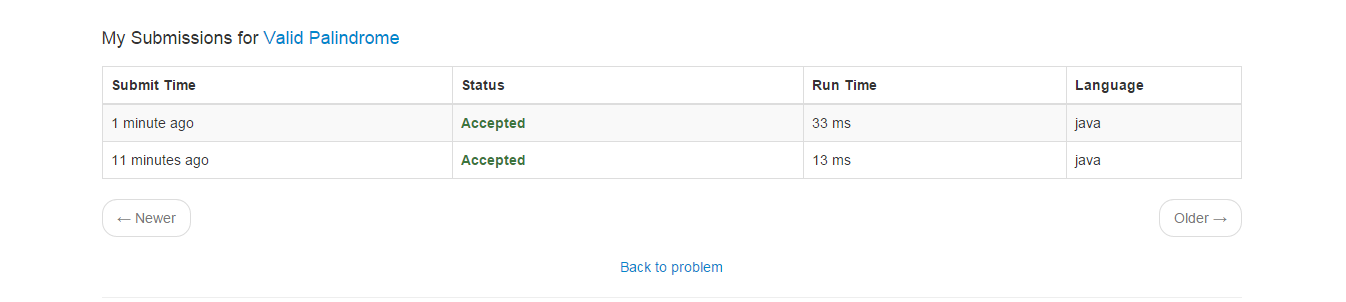 My Submissions for Valid Palindrome
Submit Time Status Run Time Language
1 minute ago Accepted 33 ms java
11 minutes ago Accepted 13 ms java
← Newer Older →
Back to problem